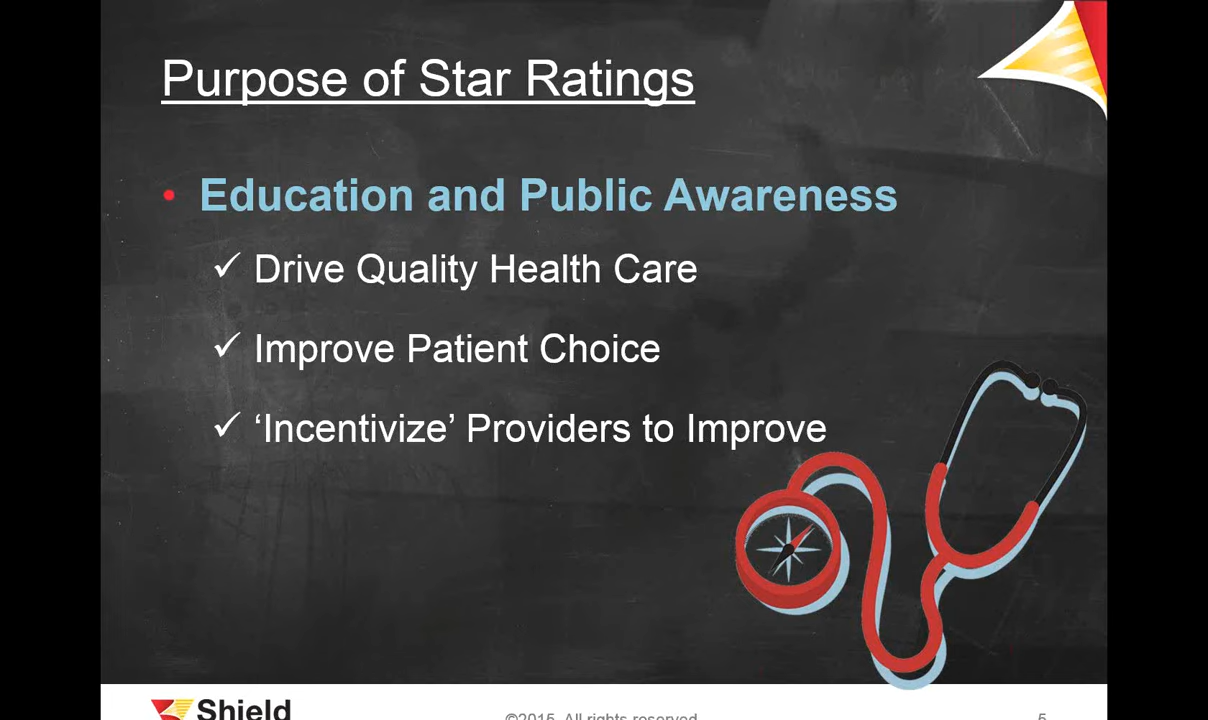 Purpose of Star Ratings
• Education and Public Awareness
✓ Drive Quality Health Care
✓ Improve Patient Choice
✓ ‘Incentivize’ Providers to Improve
Shield
©2015 All rights reserved
5